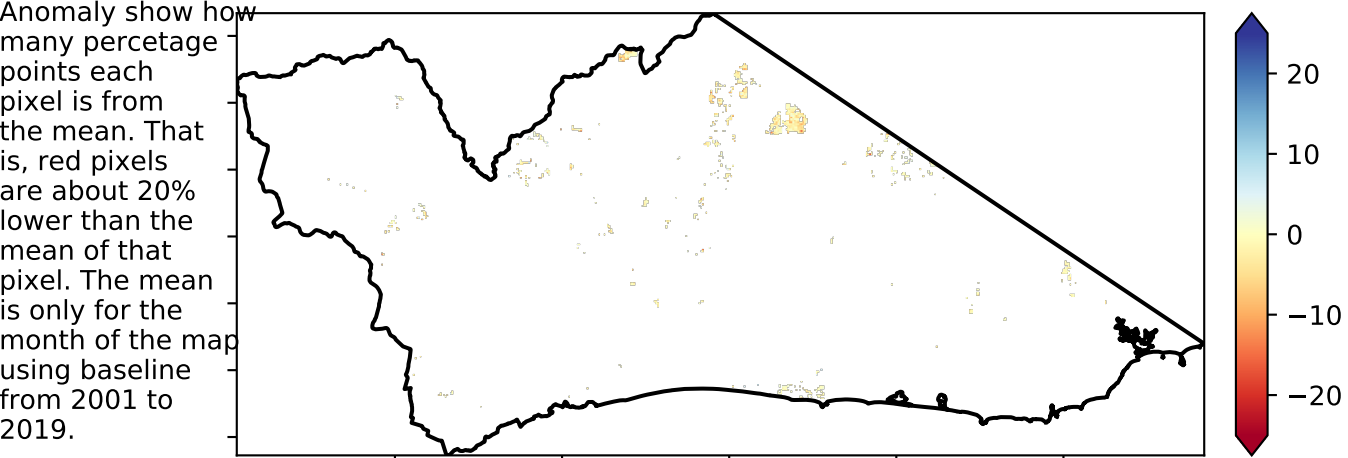 Anomaly show how
many percetage
points each
pixel is from
the mean. That
is, red pixels
are about 20%
lower than the
mean of that
pixel. The mean
is only for the
month of the map
using baseline
from 2001 to
2019.
20
10
0
−10
−20